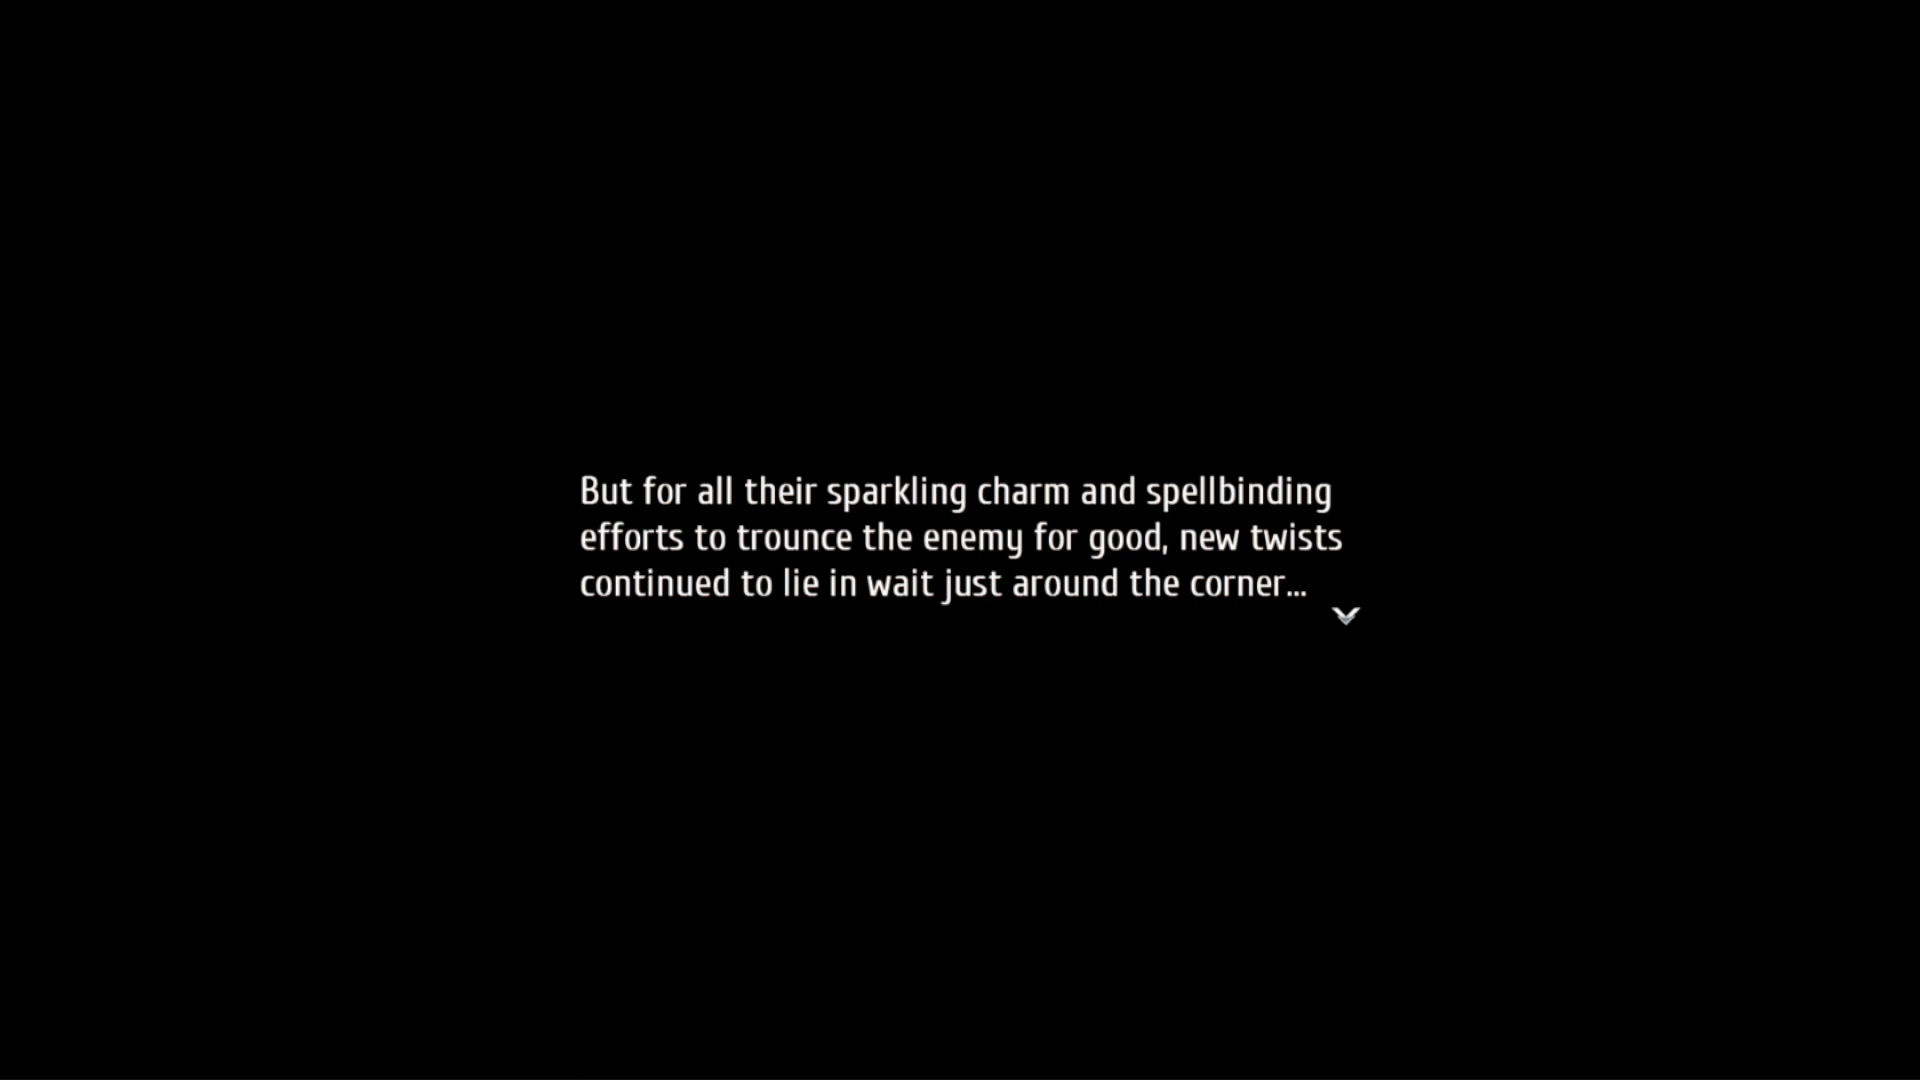 But for all their sparkling charm and spellbinding
efforts to trounce the enemy for good, new twists
continued to lie in wait just around the corner...